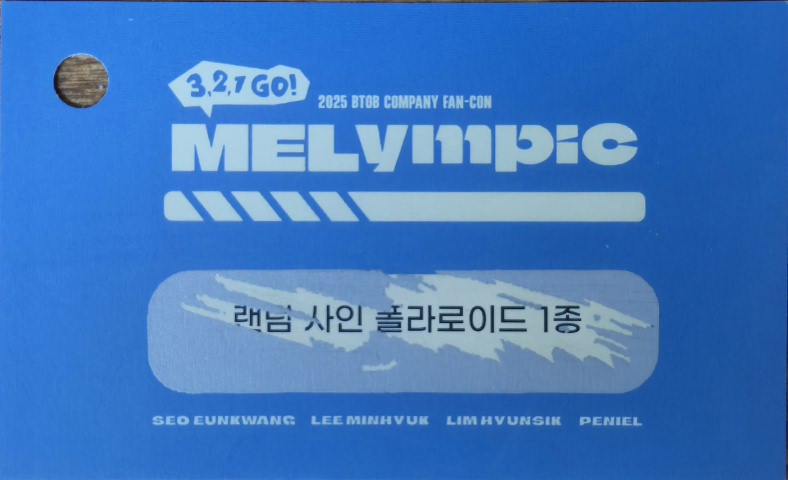 3,2,1 GO!
2025 BTOB COMPANY FAN-CON
MELympic
랜덤 사인 폴라로이드 1종
SEO EUNKWANG LEE MINHYUK LIM HYUNSIK PENIEL